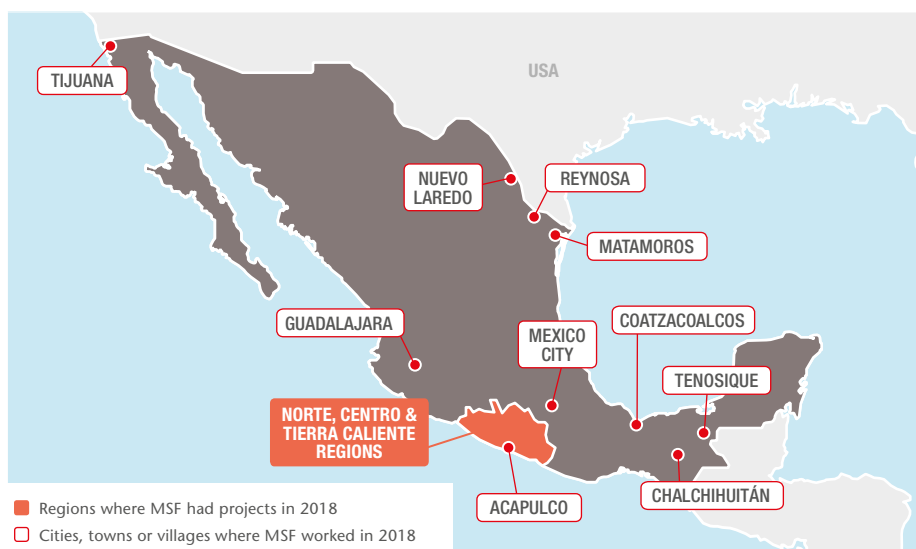 USA
TIJUANA
NUEVO
LAREDO
REYNOSA
MATAMOROS
GUADALAJARA
MEXICO
CITY
COATZACOALCOS
TENOSIQUE
NORTE, CENTRO &
TIERRA CALIENTE
REGIONS
ACAPULCO
CHALCHIHUITÁN
Regions where MSF had projects in 2018
Cities, towns or villages where MSF worked in 2018